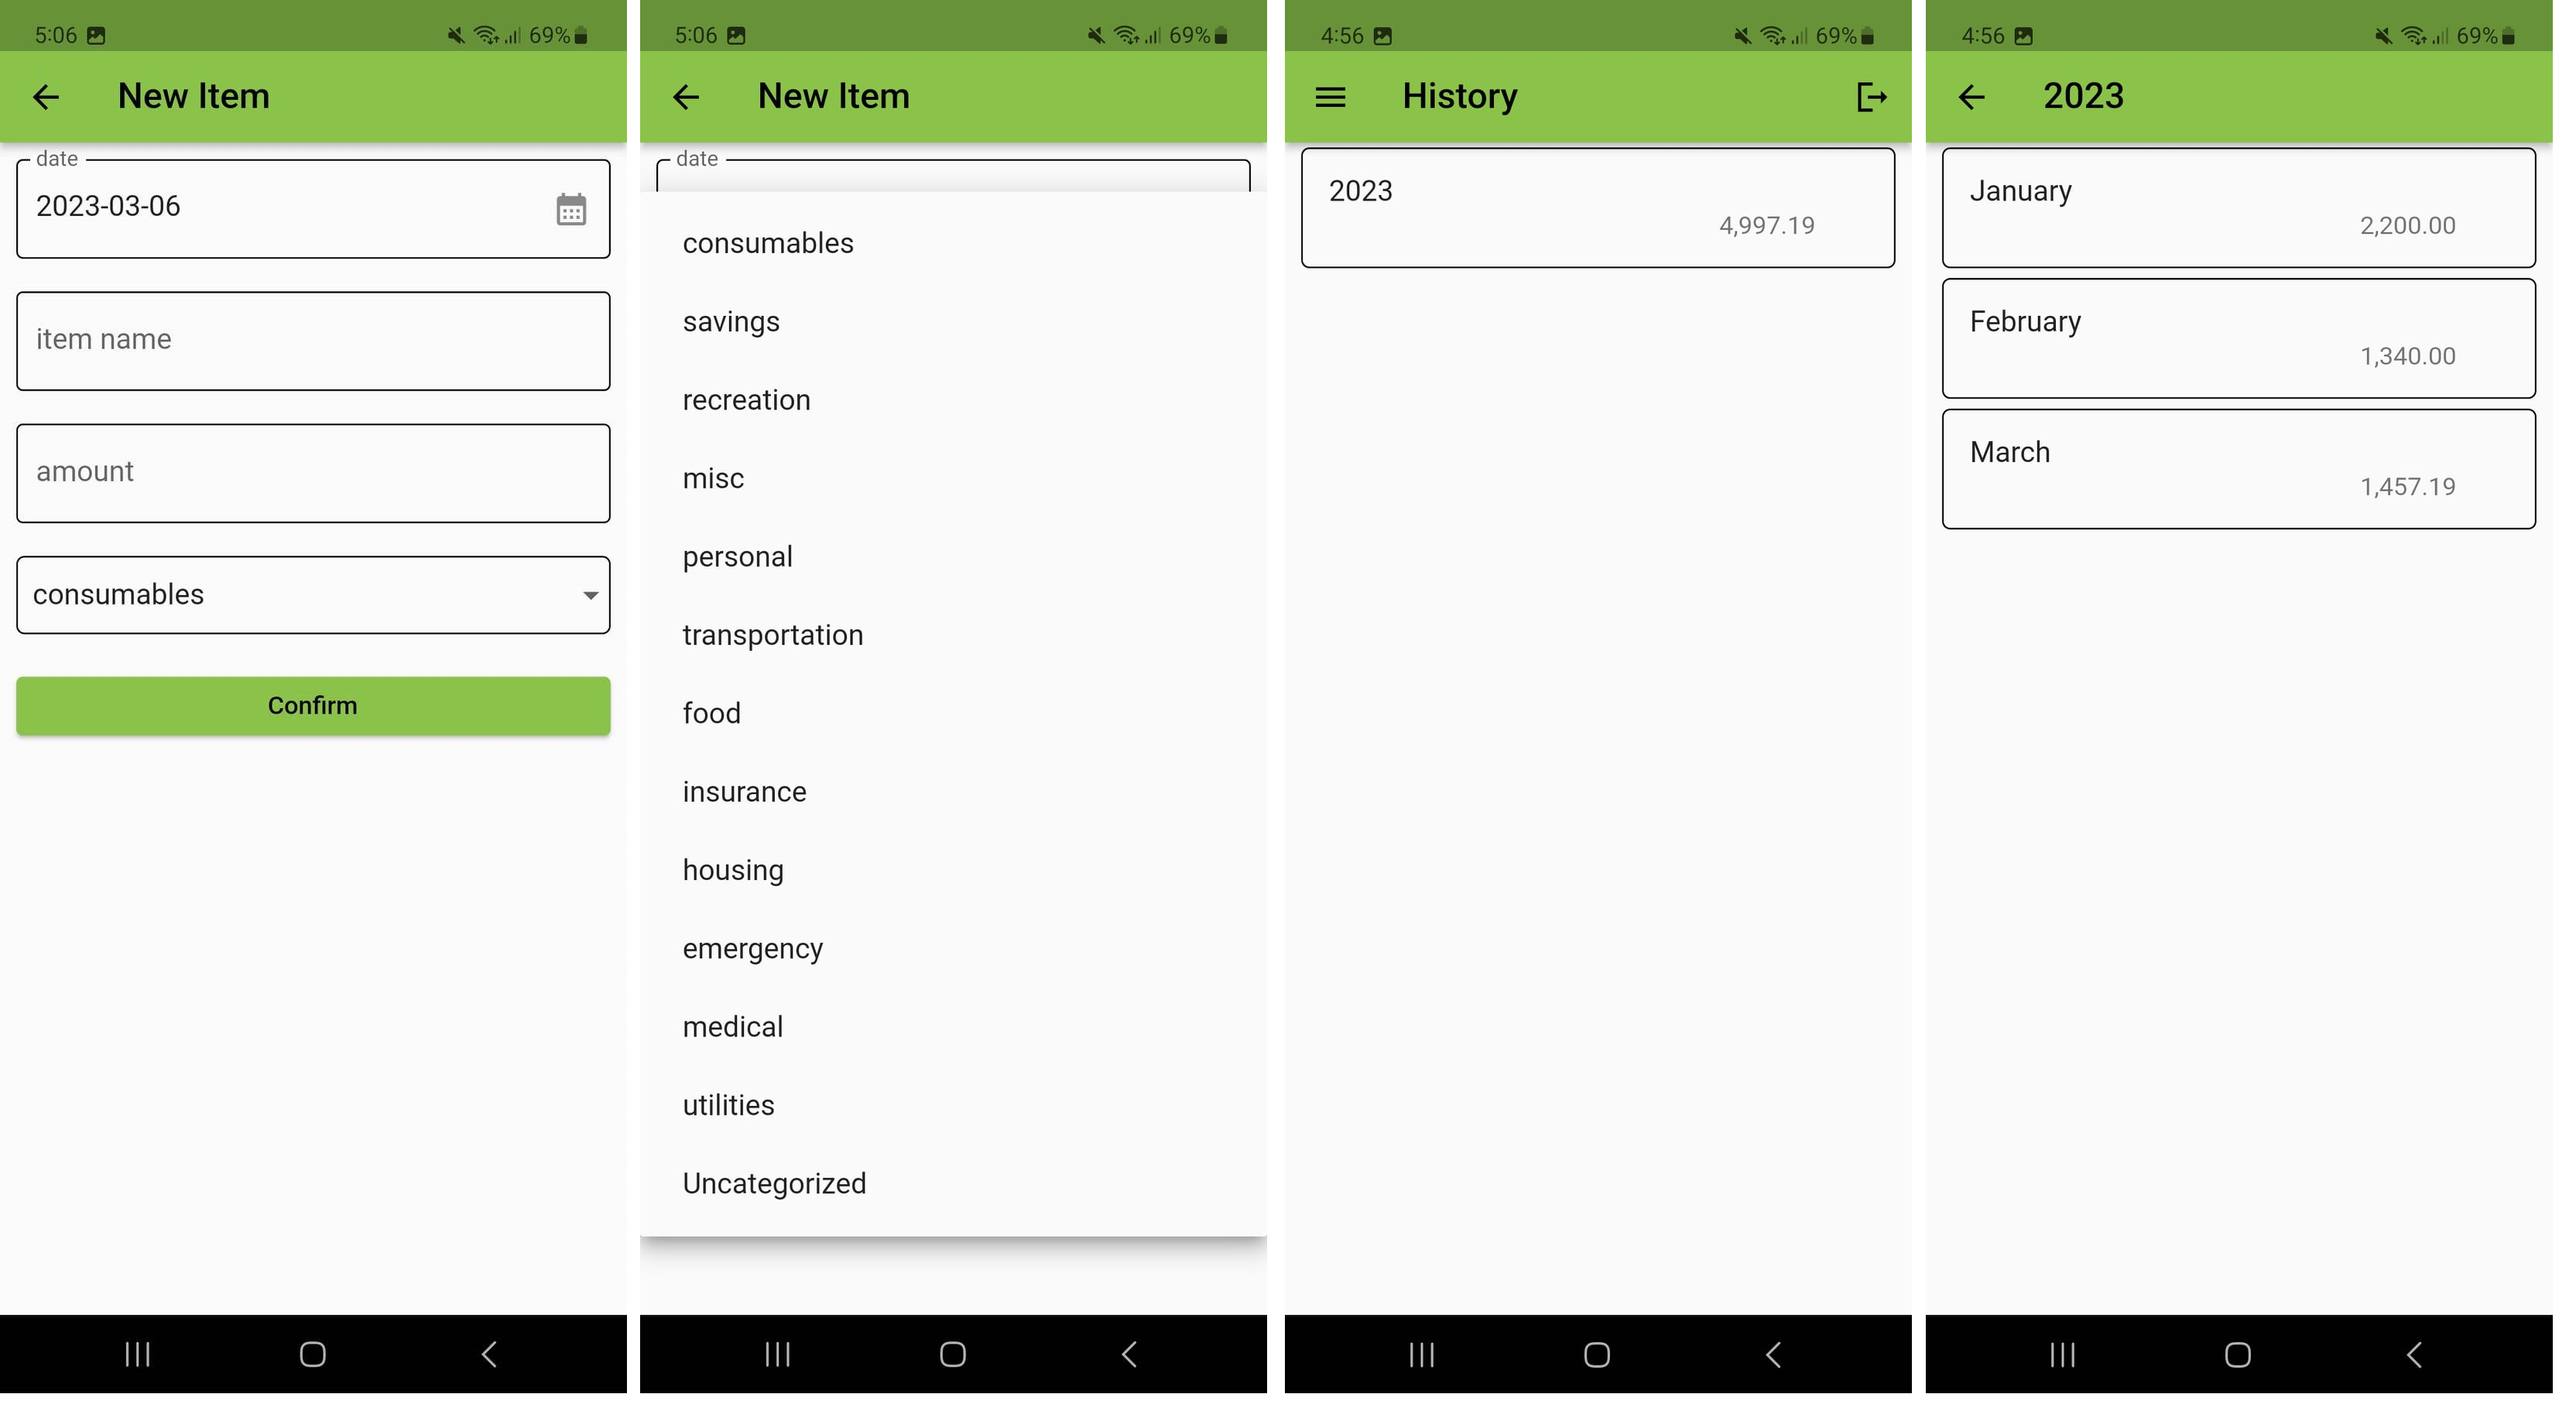 5:06
69%
New Item
date
2023-03-06
item name
amount
consumables
Confirm
5:06
69%
New Item
date
consumables
savings
recreation
misc
personal
transportation
food
insurance
housing
emergency
medical
utilities
Uncategorized
4:56
69%
History
2023
4,997.19
4:56
69%
2023
January
2,200.00
February
1,340.00
March
1,457.19